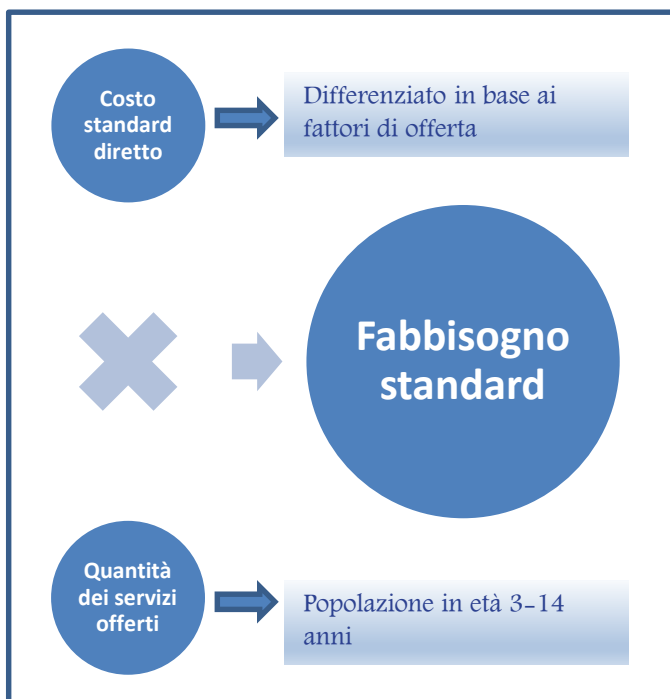 Costo
standard
diretto
Differenziato in base ai
fattori di offerta
Fabbisogno
standard
Quantità
dei servizi
offerti
Popolazione in età 3-14
anni